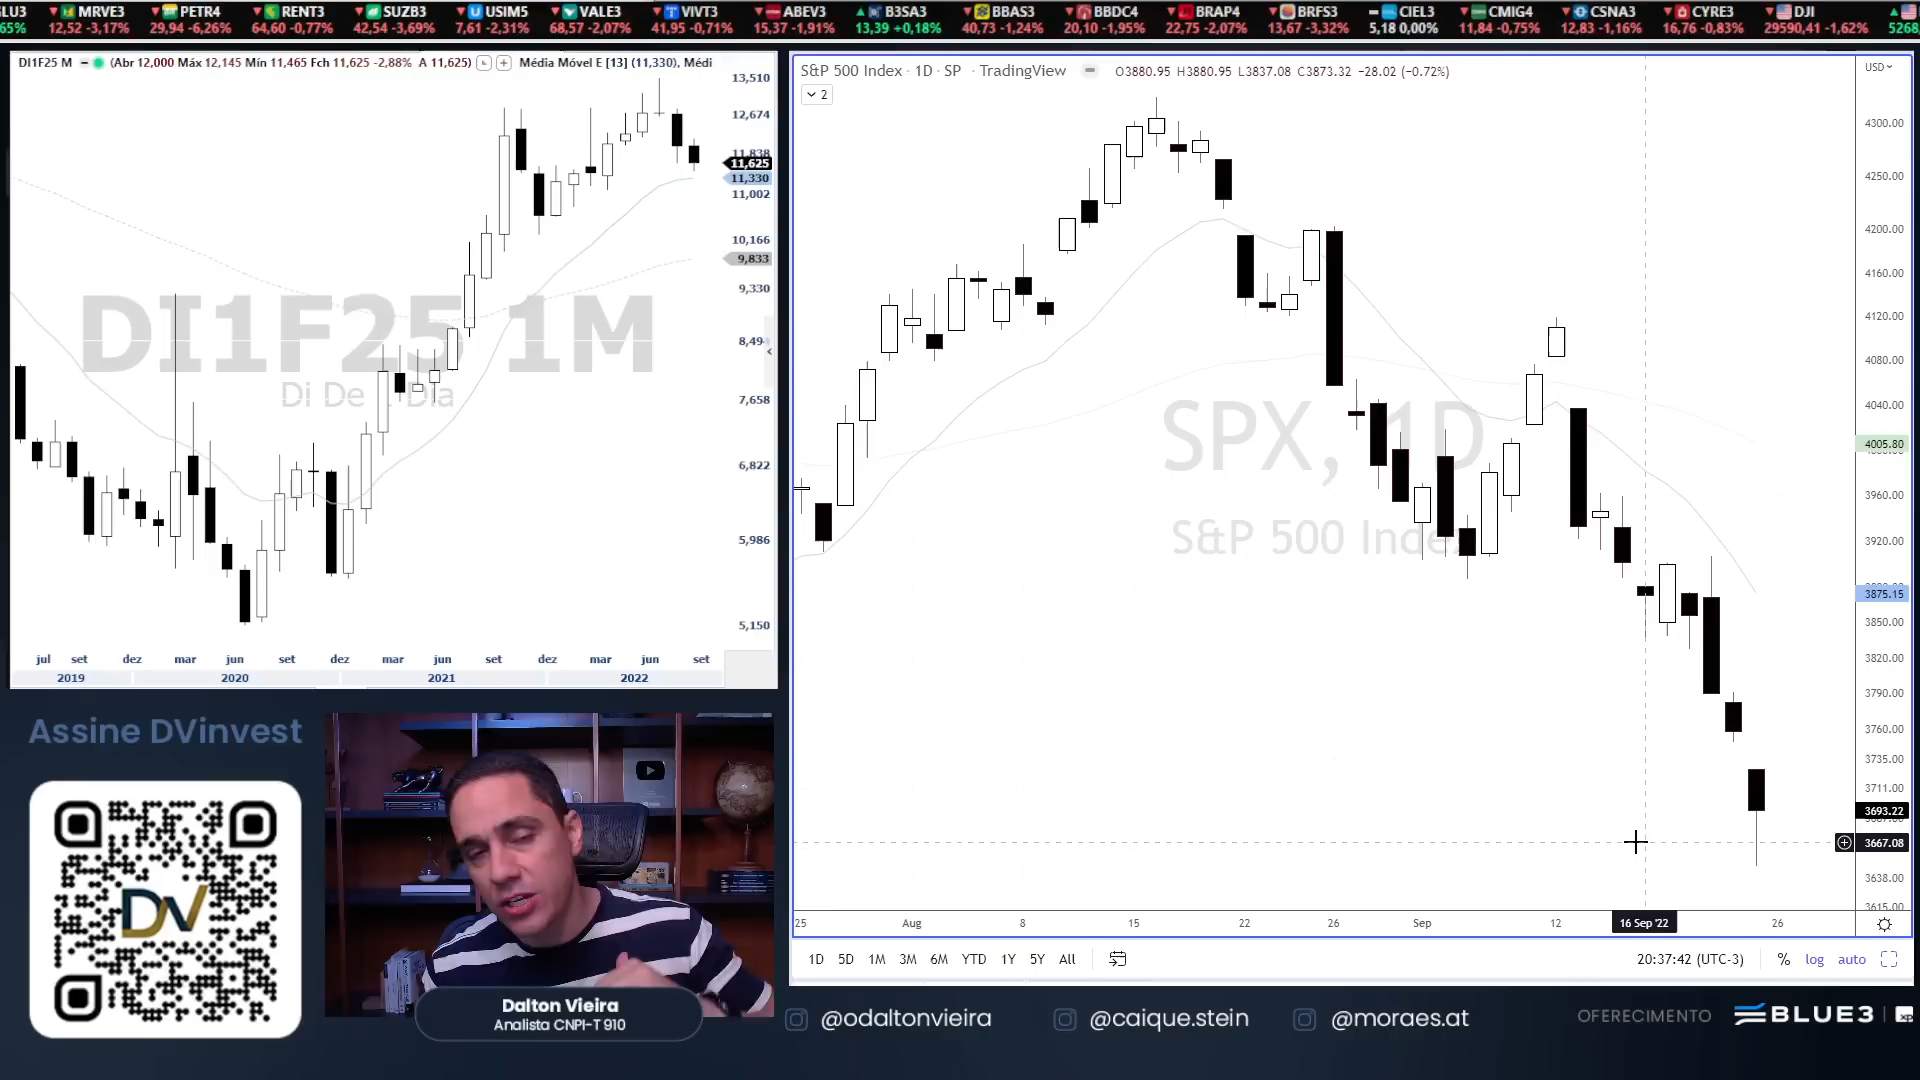 GLU3 MRVE3 PETR4 RENT3 SUZB3 USIM5 VALE3 VIVT3 ABEV3 B3SA3 BBAS3 BBDC4 BRAP4 BRFS3 CIEL3 CMIG4 CSNA3 CYRE3 DJI
65% 12,52 -3,17% 29,94 -6,26% 64,60 -0,77% 42,54 -3,69% 7,61 -2,31% 68,57 -2,07% 41,95 -0,71% 15,37 -1,91% 13,39 +0,18% 40,73 -1,24% 20,10 -1,95% 22,75 -2,07% 13,67 -3,32% 5,18 0,00% 11,84 -0,75% 12,83 -1,16% 16,76 -0,83% 29590,41 -1,62% 5268
DI1F25 M (Abr 12,000 Máx 12,145 Mín 11,465 Fch 11,625 -2,88% A 11,625) Média Móvel E [13] (11,330), Médi
13,510
12,674
11,838
11,625
11,330
11,002
10,166
9,833
9,330
8,494
7,658
6,822
5,986
5,150
DI1F25 1M
Di De Dia
jul set dez mar jun set dez mar jun set dez mar jun set
2019 2020 2021 2022
S&P 500 Index · 1D · SP · TradingView O3880.95 H3880.95 L3837.08 C3873.32 −28.02 (−0.72%)
2
USD
4300.00
4250.00
4200.00
4160.00
4120.00
4080.00
4040.00
4005.80
3960.00
3920.00
3875.15
3850.00
3820.00
3790.00
3760.00
3735.00
3711.00
3693.22
3667.08
3638.00
3615.00
SPX, 1D
S&P 500 Inde
25 Aug 8 15 22 26 Sep 12 16 Sep '22 26
1D 5D 1M 3M 6M YTD 1Y 5Y All 20:37:42 (UTC-3) % log auto
Assine DVinvest
DV
Dalton Vieira
Analista CNPI-T 910
@odaltonvieira @caique.stein @moraes.at
OFERECIMENTO BLUE3 xp